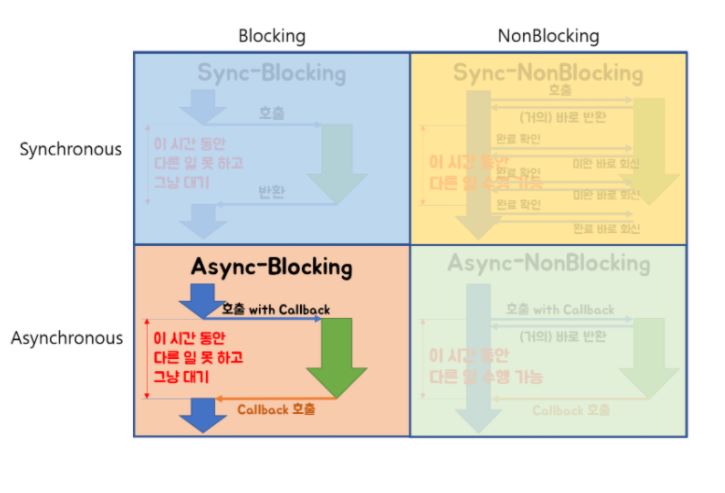 Blocking
NonBlocking
Synchronous
Sync-Blocking
호출
이 시간 동안
다른 일 못 하고
그냥 대기
반환
Sync-NonBlocking
호출
(거의) 바로 반환
완료 확인
이 시간 동안
미완 바로 회신
완료 확인
다른 일 수행 가능
미완 바로 회신
완료 확인
완료 바로 회신
Asynchronous
Async-Blocking
호출 with Callback
이 시간 동안
다른 일 못 하고
그냥 대기
Callback 호출
Async-NonBlocking
호출 with Callback
(거의) 바로 반환
이 시간 동안
다른 일 수행 가능
Callback 호출